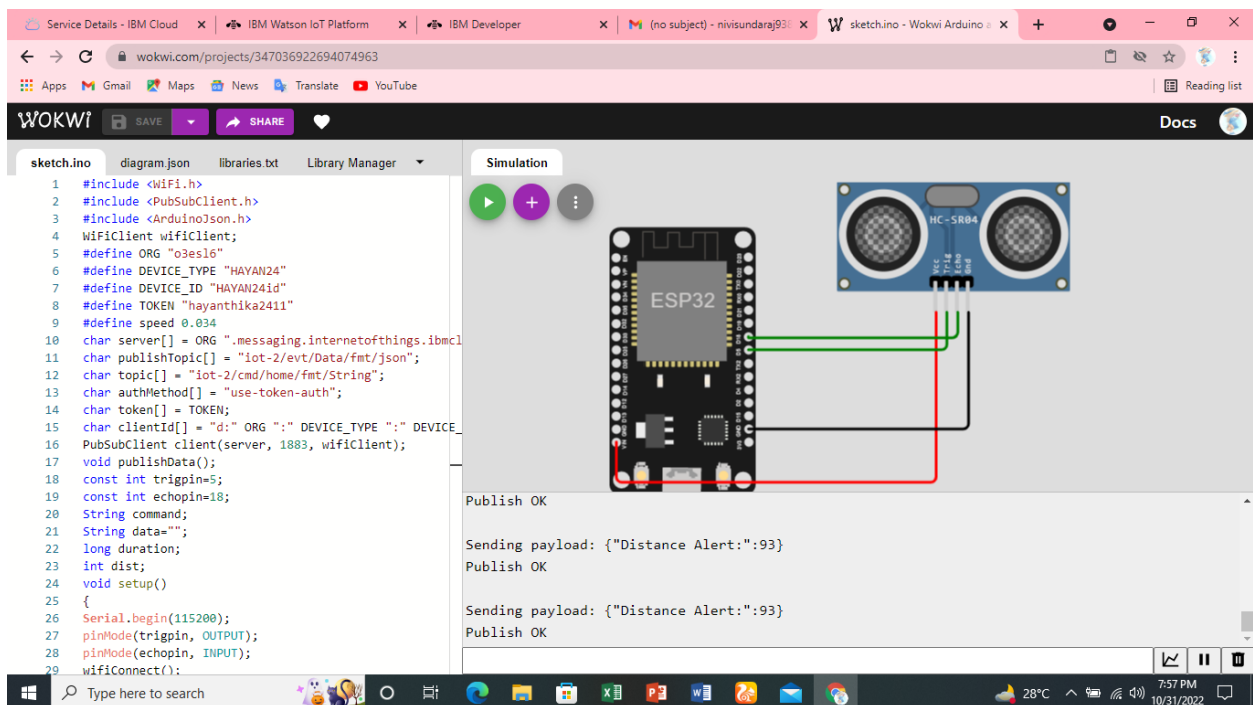 Service Details - IBM Cloud
IBM Watson IoT Platform
IBM Developer
(no subject) - nivisundaraj938
sketch.ino - Wokwi Arduino a
wokwi.com/projects/347036922694074963
Apps Gmail Maps News Translate YouTube Reading list
WOKWi SAVE SHARE Docs
sketch.ino diagram.json libraries.txt Library Manager
1 #include <WiFi.h>
2 #include <PubSubClient.h>
3 #include <ArduinoJson.h>
4 WiFiClient wifiClient;
5 #define ORG "o3esl6"
6 #define DEVICE_TYPE "HAYAN24"
7 #define DEVICE_ID "HAYAN24id"
8 #define TOKEN "hayanthika2411"
9 #define speed 0.034
10 char server[] = ORG ".messaging.internetofthings.ibmcl
11 char publishTopic[] = "iot-2/evt/Data/fmt/json";
12 char topic[] = "iot-2/cmd/home/fmt/String";
13 char authMethod[] = "use-token-auth";
14 char token[] = TOKEN;
15 char clientId[] = "d:" ORG ":" DEVICE_TYPE ":" DEVICE_
16 PubSubClient client(server, 1883, wifiClient);
17 void publishData();
18 const int trigpin=5;
19 const int echopin=18;
20 String command;
21 String data="";
22 long duration;
23 int dist;
24 void setup()
25 {
26 Serial.begin(115200);
27 pinMode(trigpin, OUTPUT);
28 pinMode(echopin, INPUT);
29 wifiConnect();
Simulation
HC-SR04
Vcc
Trig
Echo
Gnd
ESP32
Publish OK
Sending payload: {"Distance Alert:":93}
Publish OK
Sending payload: {"Distance Alert:":93}
Publish OK
Type here to search
28°C
7:57 PM
10/31/2022